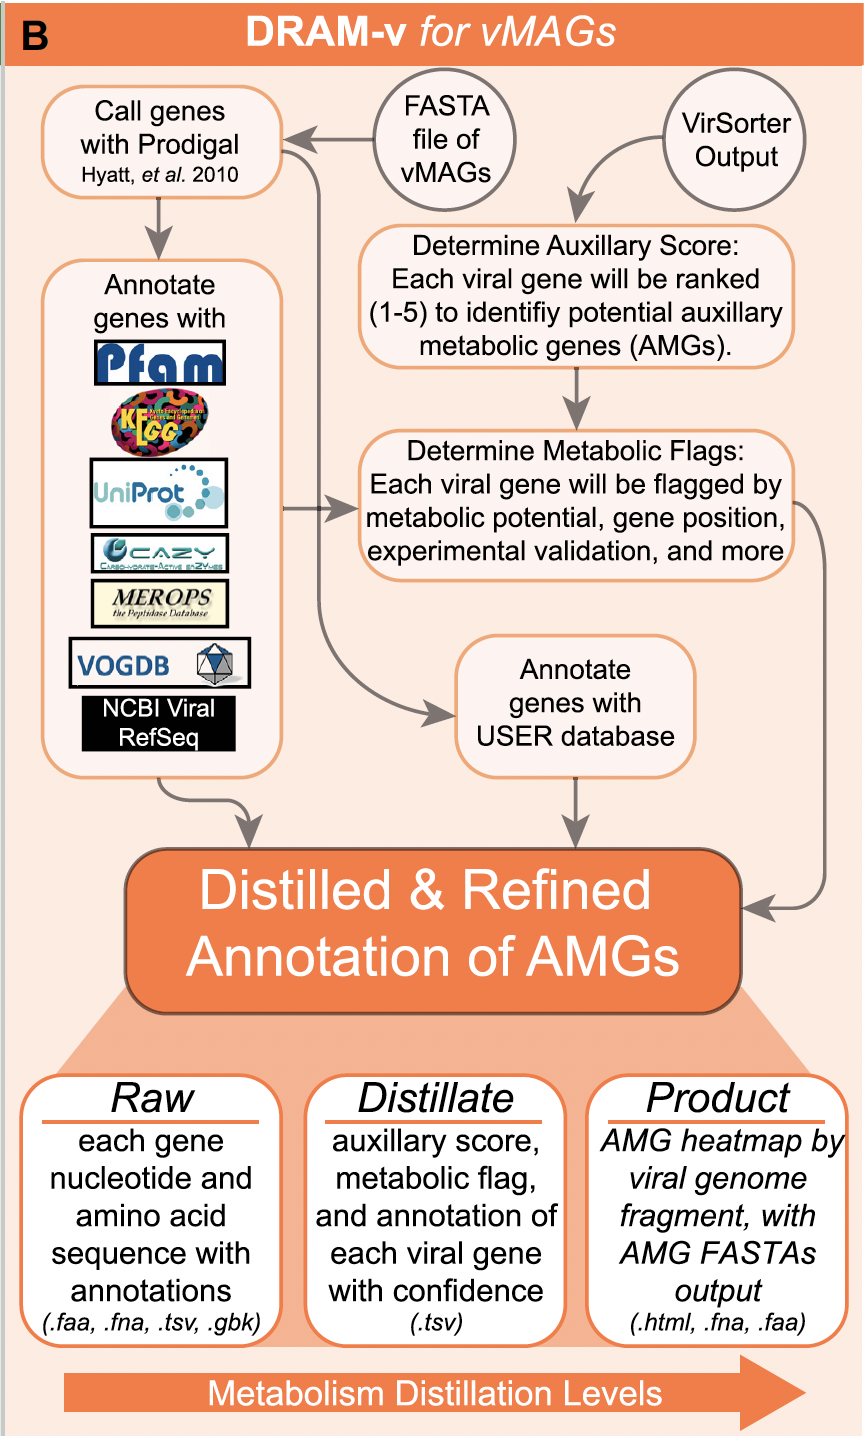 B
DRAM-v for vMAGs
Call genes
with Prodigal
Hyatt, et al. 2010
FASTA
file of
vMAGs
VirSorter
Output
Determine Auxillary Score:
Each viral gene will be ranked
(1-5) to identifiy potential auxillary
metabolic genes (AMGs).
Annotate
genes with
Pfam
KEGG
Kyoto Encyclopedia of
Genes and Genomes
UniProt
CAZY
CARBOHYDRATE-ACTIVE ENZYMES
MEROPS
the Peptidase Database
VOGDB
NCBI Viral
RefSeq
Determine Metabolic Flags:
Each viral gene will be flagged by
metabolic potential, gene position,
experimental validation, and more
Annotate
genes with
USER database
Distilled & Refined
Annotation of AMGs
Raw
each gene
nucleotide and
amino acid
sequence with
annotations
(.faa, .fna, .tsv, .gbk)
Distillate
auxillary score,
metabolic flag,
and annotation of
each viral gene
with confidence
(.tsv)
Product
AMG heatmap by
viral genome
fragment, with
AMG FASTAs
output
(.html, .fna, .faa)
Metabolism Distillation Levels